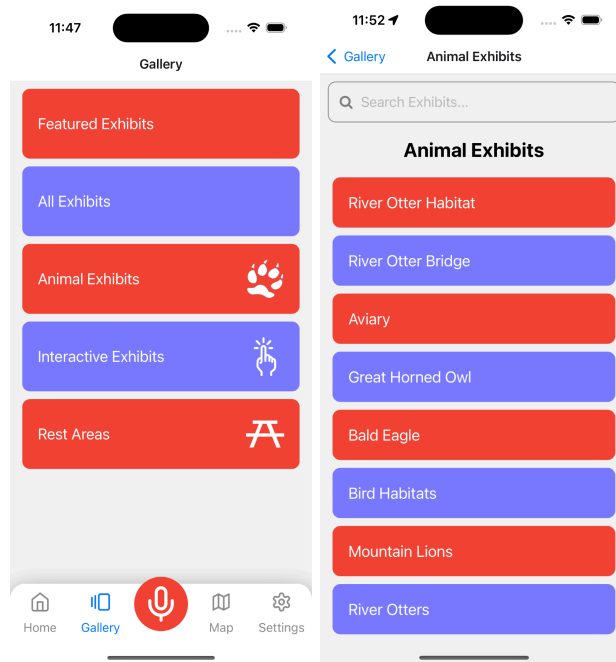 11:47
Gallery
Featured Exhibits
All Exhibits
Animal Exhibits
Interactive Exhibits
Rest Areas
Home
Gallery
Map
Settings
11:52
Gallery
Animal Exhibits
Search Exhibits...
Animal Exhibits
River Otter Habitat
River Otter Bridge
Aviary
Great Horned Owl
Bald Eagle
Bird Habitats
Mountain Lions
River Otters